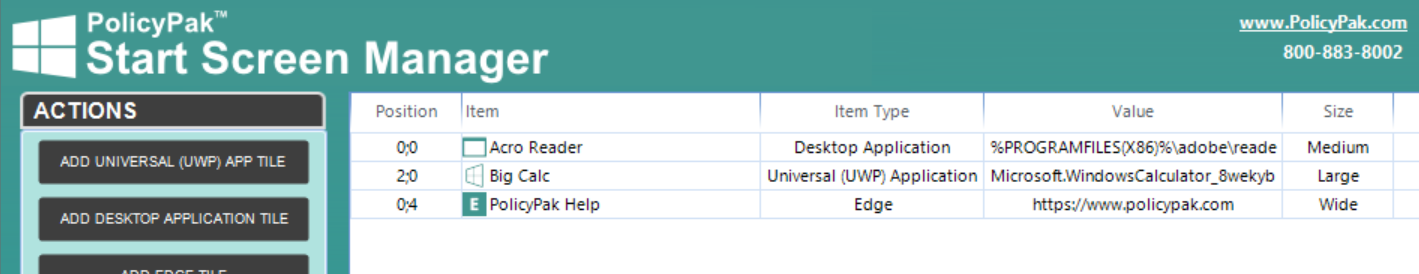 PolicyPak™
Start Screen Manager
www.PolicyPak.com
800-883-8002
ACTIONS
ADD UNIVERSAL (UWP) APP TILE
ADD DESKTOP APPLICATION TILE
ADD EDGE TILE
Position Item Item Type Value Size
0;0 Acro Reader Desktop Application %PROGRAMFILES(X86)%\adobe\reade Medium
2;0 Big Calc Universal (UWP) Application Microsoft.WindowsCalculator_8wekyb Large
0;4 E PolicyPak Help Edge https://www.policypak.com Wide